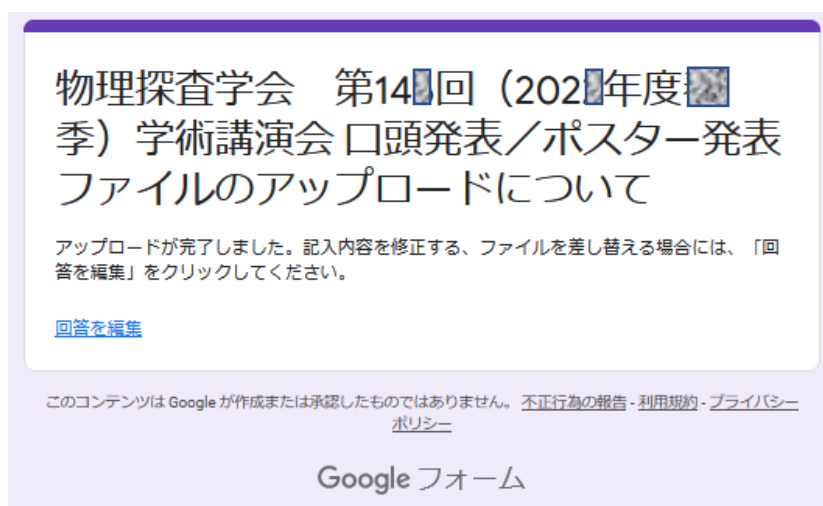 物理探査学会　第14回（202年度
季）学術講演会 口頭発表／ポスター発表
ファイルのアップロードについて
アップロードが完了しました。記入内容を修正する、ファイルを差し替える場合には、「回
答を編集」をクリックしてください。
回答を編集
このコンテンツは Google が作成または承認したものではありません。 不正行為の報告 - 利用規約 - プライバシー
ポリシー
Google フォーム